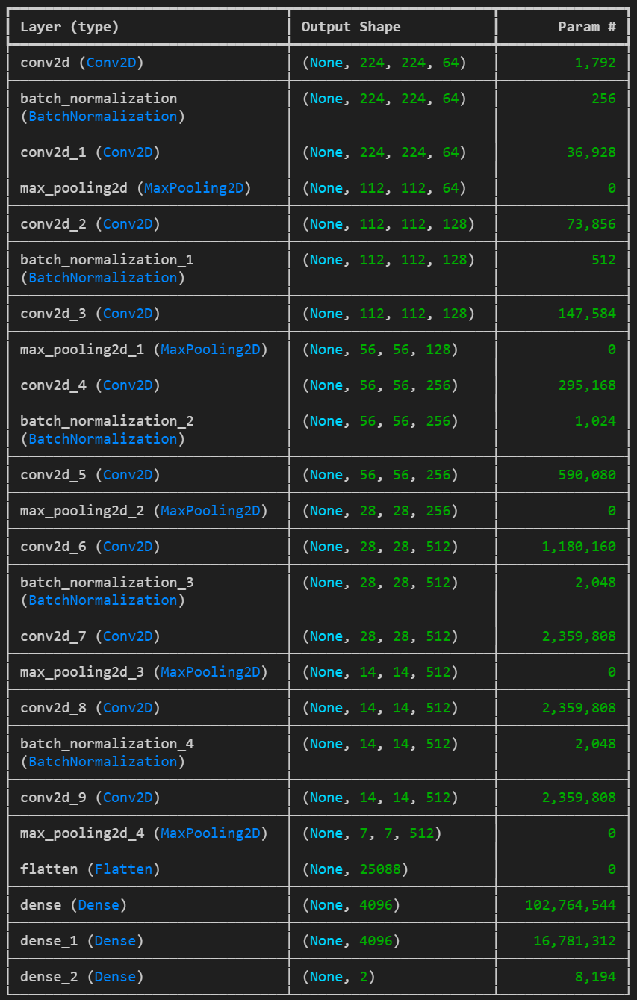 Layer (type) Output Shape Param #
conv2d (Conv2D) (None, 224, 224, 64) 1,792
batch_normalization (None, 224, 224, 64) 256
(BatchNormalization)
conv2d_1 (Conv2D) (None, 224, 224, 64) 36,928
max_pooling2d (MaxPooling2D) (None, 112, 112, 64) 0
conv2d_2 (Conv2D) (None, 112, 112, 128) 73,856
batch_normalization_1 (None, 112, 112, 128) 512
(BatchNormalization)
conv2d_3 (Conv2D) (None, 112, 112, 128) 147,584
max_pooling2d_1 (MaxPooling2D) (None, 56, 56, 128) 0
conv2d_4 (Conv2D) (None, 56, 56, 256) 295,168
batch_normalization_2 (None, 56, 56, 256) 1,024
(BatchNormalization)
conv2d_5 (Conv2D) (None, 56, 56, 256) 590,080
max_pooling2d_2 (MaxPooling2D) (None, 28, 28, 256) 0
conv2d_6 (Conv2D) (None, 28, 28, 512) 1,180,160
batch_normalization_3 (None, 28, 28, 512) 2,048
(BatchNormalization)
conv2d_7 (Conv2D) (None, 28, 28, 512) 2,359,808
max_pooling2d_3 (MaxPooling2D) (None, 14, 14, 512) 0
conv2d_8 (Conv2D) (None, 14, 14, 512) 2,359,808
batch_normalization_4 (None, 14, 14, 512) 2,048
(BatchNormalization)
conv2d_9 (Conv2D) (None, 14, 14, 512) 2,359,808
max_pooling2d_4 (MaxPooling2D) (None, 7, 7, 512) 0
flatten (Flatten) (None, 25088) 0
dense (Dense) (None, 4096) 102,764,544
dense_1 (Dense) (None, 4096) 16,781,312
dense_2 (Dense) (None, 2) 8,194